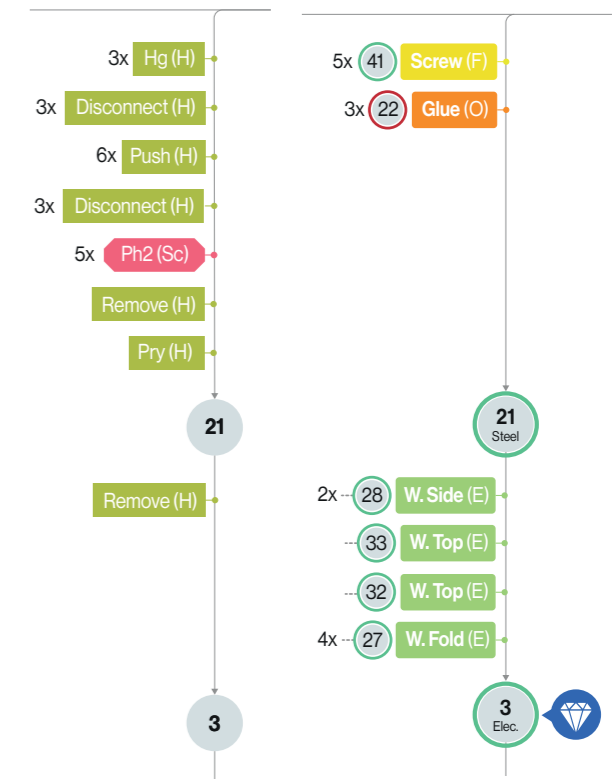 3x Hg (H)
3x Disconnect (H)
6x Push (H)
3x Disconnect (H)
5x Ph2 (Sc)
Remove (H)
Pry (H)
21
Remove (H)
3
5x 41 Screw (F)
3x 22 Glue (O)
21
Steel
2x 28 W. Side (E)
33 W. Top (E)
32 W. Top (E)
4x 27 W. Fold (E)
3
Elec.